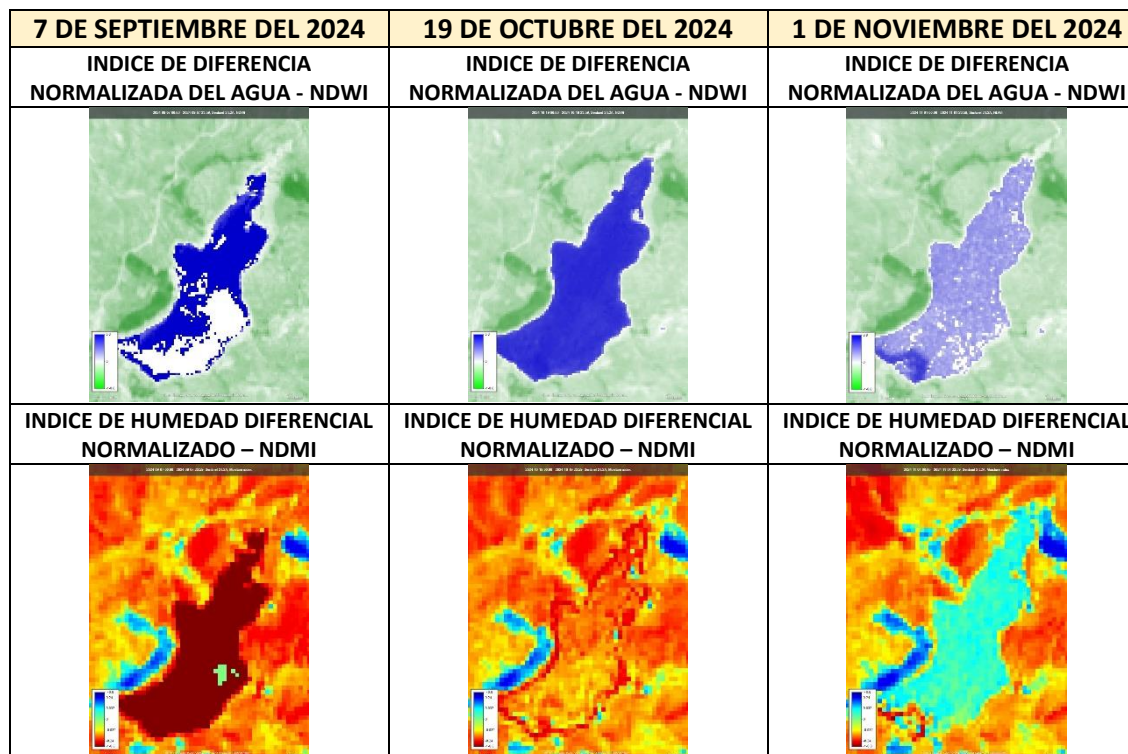 7 DE SEPTIEMBRE DEL 2024
19 DE OCTUBRE DEL 2024
1 DE NOVIEMBRE DEL 2024
INDICE DE DIFERENCIA
NORMALIZADA DEL AGUA - NDWI
INDICE DE DIFERENCIA
NORMALIZADA DEL AGUA - NDWI
INDICE DE DIFERENCIA
NORMALIZADA DEL AGUA - NDWI
INDICE DE HUMEDAD DIFERENCIAL
NORMALIZADO – NDMI
INDICE DE HUMEDAD DIFERENCIAL
NORMALIZADO – NDMI
INDICE DE HUMEDAD DIFERENCIAL
NORMALIZADO – NDMI